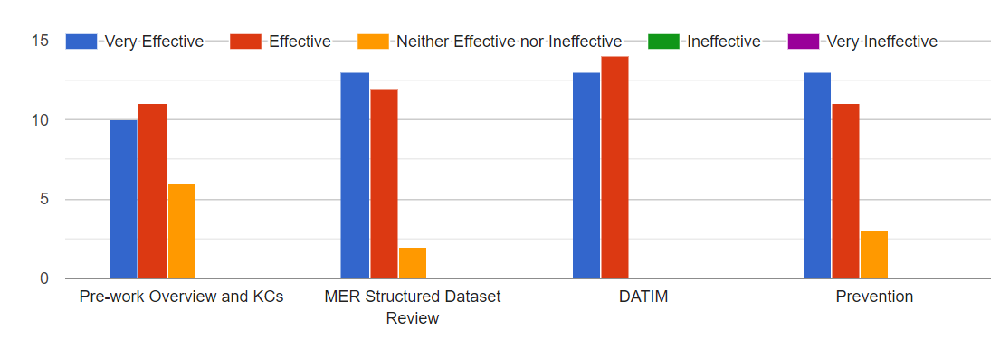 15
Very Effective
Effective
Neither Effective nor Ineffective
Ineffective
Very Ineffective
10
5
0
Pre-work Overview and KCs
MER Structured Dataset
Review
DATIM
Prevention